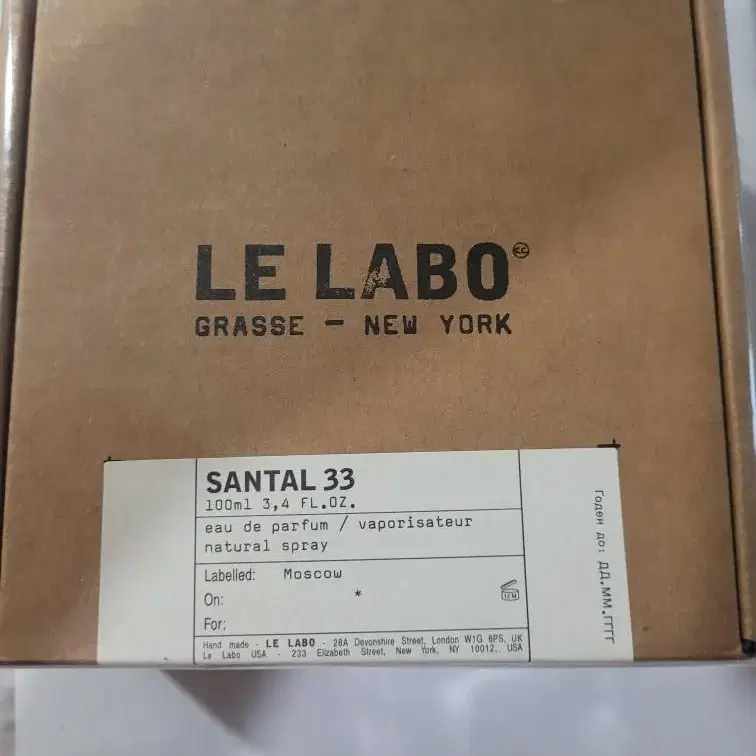 LE LABO
GRASSE — NEW YORK
SANTAL 33
100ml 3,4 FL.OZ.
eau de parfum / vaporisateur
natural spray
Labelled: Moscow
On: *
For:
12 M
Hand made - LE LABO - 28A Devonshire Street, London W1G 6PS, UK
Le Labo USA - 233 Elizabeth Street, New York, NY 10012, USA
Годен до: ДД.ММ.ГГГГ